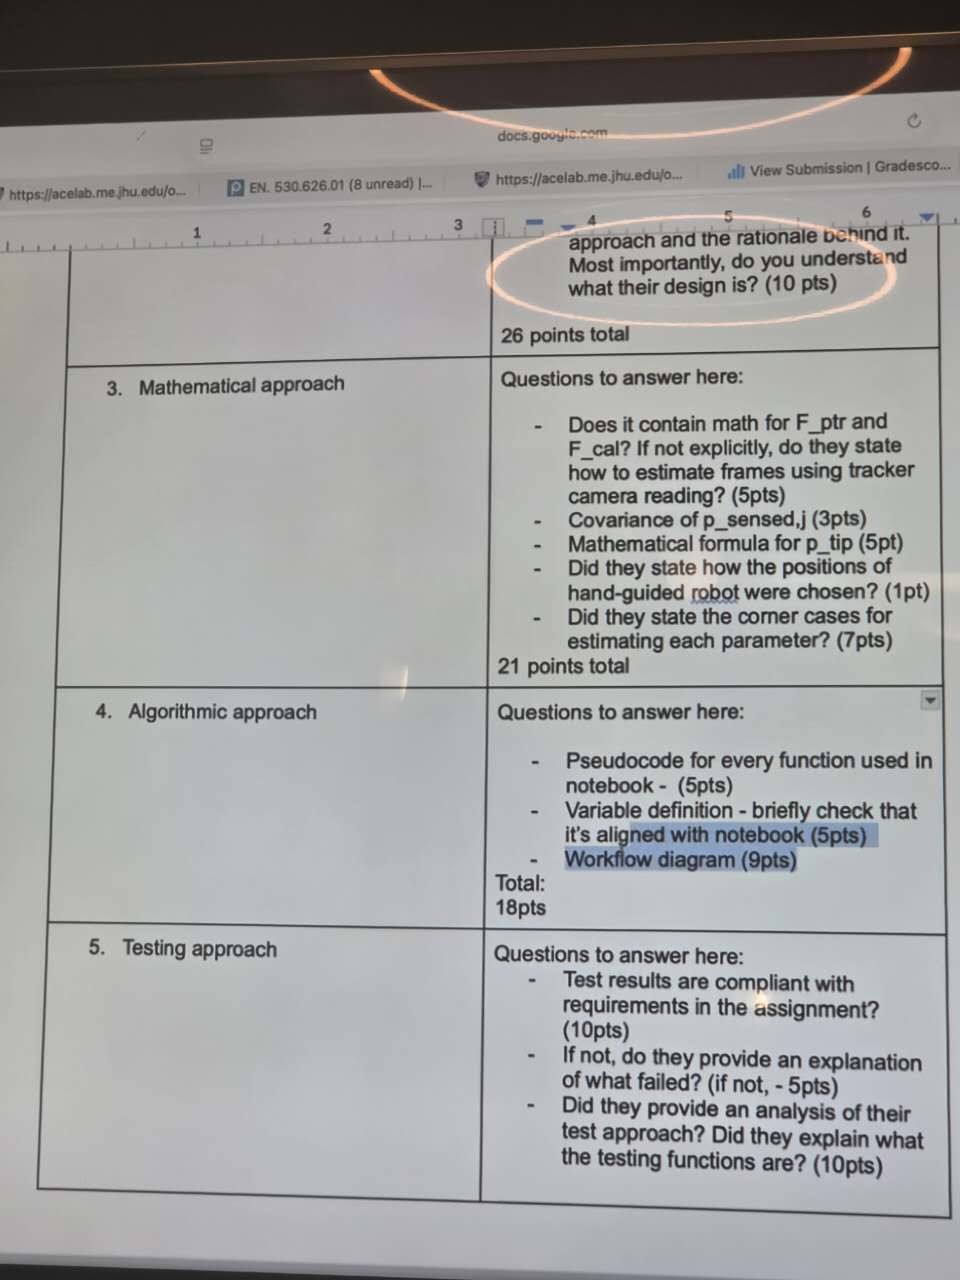 docs.google.com
https://acelab.me.jhu.edu/o...
EN. 530.626.01 (8 unread) |...
https://acelab.me.jhu.edu/o...
View Submission | Gradesco...
1 2 3 4 5 6
approach and the rationale behind it.
Most importantly, do you understand
what their design is? (10 pts)
26 points total
3. Mathematical approach
Questions to answer here:
- Does it contain math for F_ptr and
F_cal? If not explicitly, do they state
how to estimate frames using tracker
camera reading? (5pts)
- Covariance of p_sensed,j (3pts)
- Mathematical formula for p_tip (5pt)
- Did they state how the positions of
hand-guided robot were chosen? (1pt)
- Did they state the corner cases for
estimating each parameter? (7pts)
21 points total
4. Algorithmic approach
Questions to answer here:
- Pseudocode for every function used in
notebook - (5pts)
- Variable definition - briefly check that
it's aligned with notebook (5pts)
- Workflow diagram (9pts)
Total:
18pts
5. Testing approach
Questions to answer here:
- Test results are compliant with
requirements in the assignment?
(10pts)
- If not, do they provide an explanation
of what failed? (if not, - 5pts)
- Did they provide an analysis of their
test approach? Did they explain what
the testing functions are? (10pts)